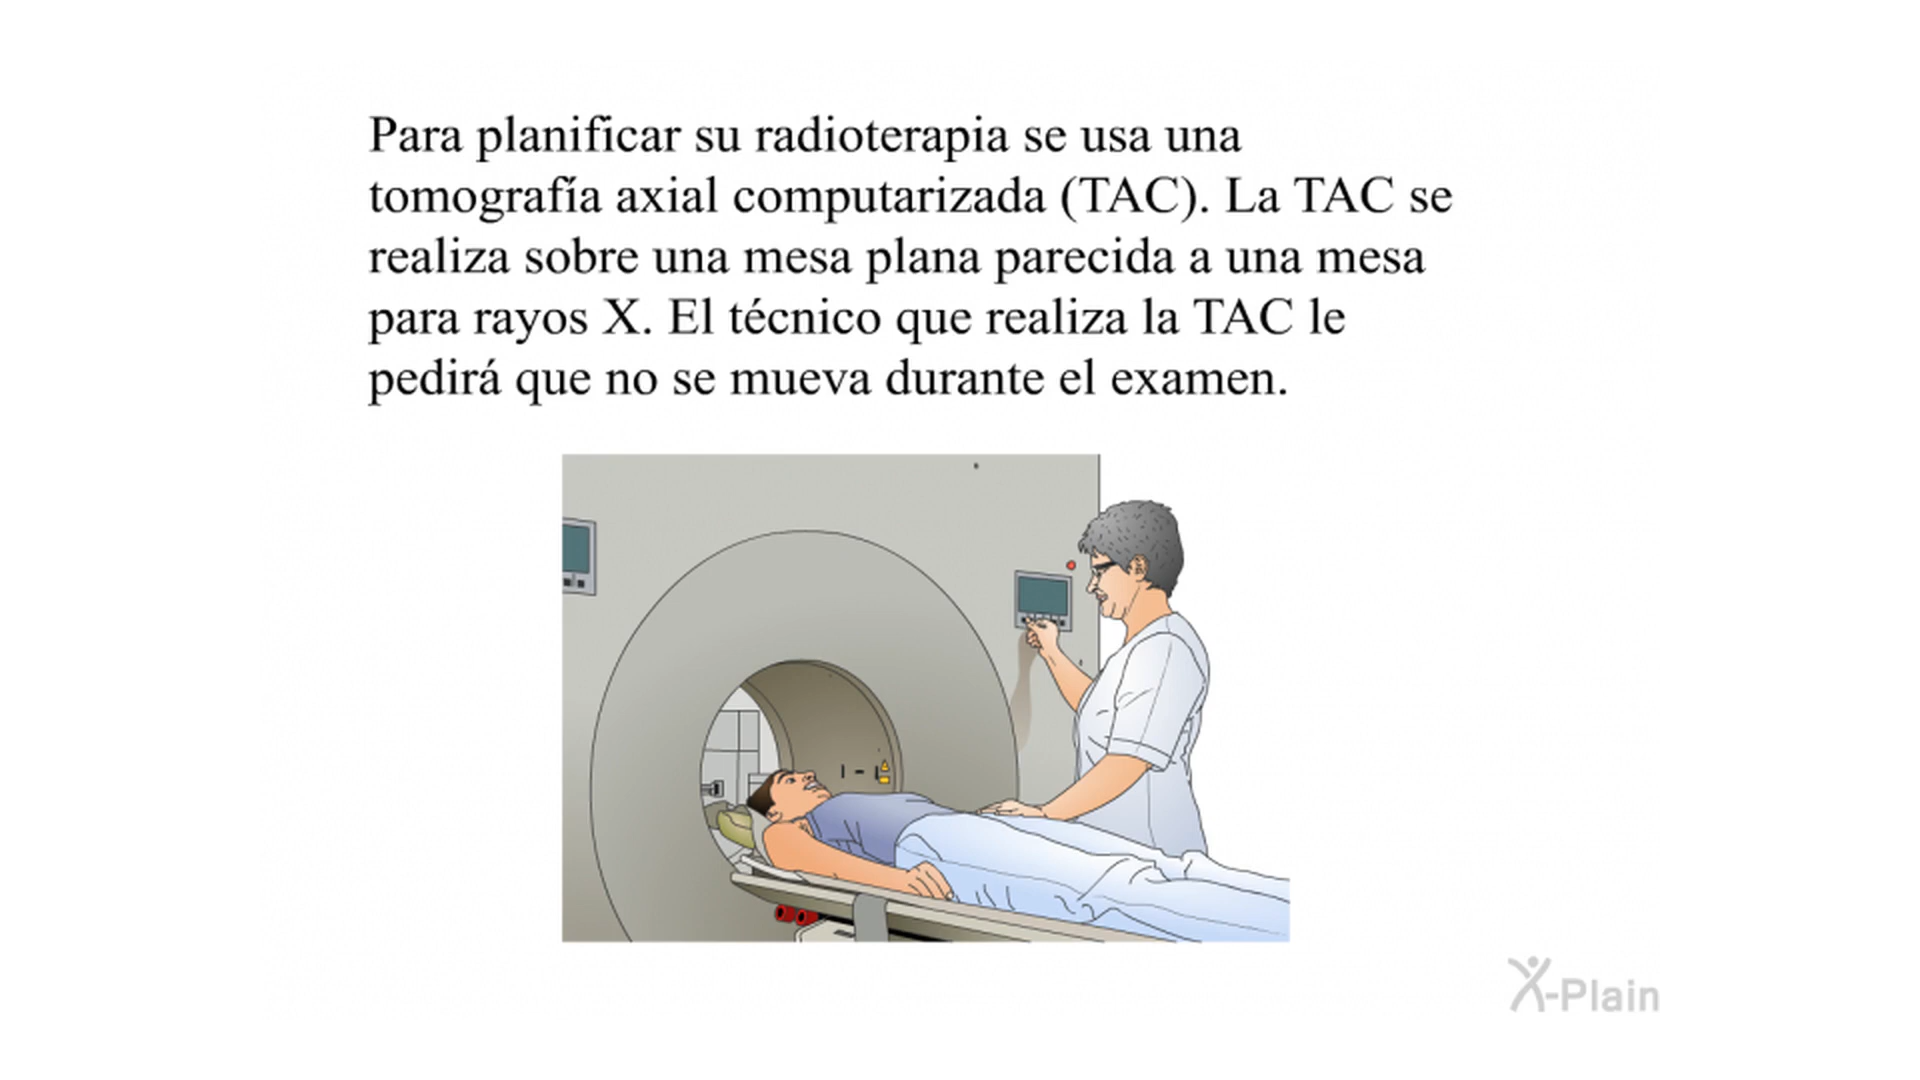 Para planificar su radioterapia se usa una
tomografía axial computarizada (TAC). La TAC se
realiza sobre una mesa plana parecida a una mesa
para rayos X. El técnico que realiza la TAC le
pedirá que no se mueva durante el examen.
X-Plain